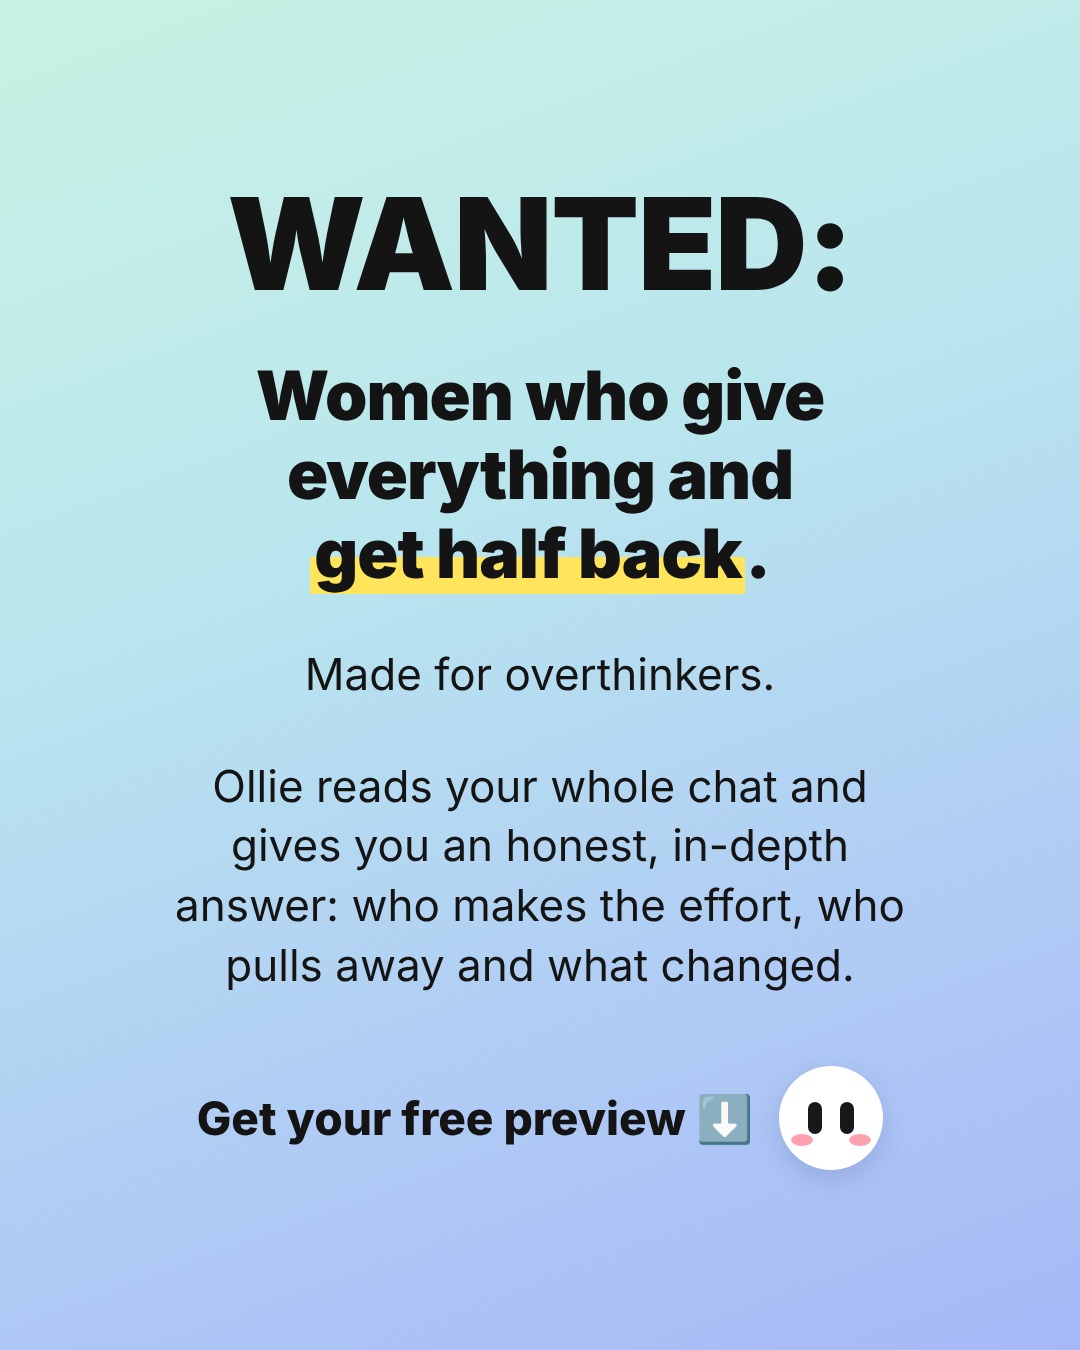 WANTED:
Women who give
everything and
get half back.
Made for overthinkers.
Ollie reads your whole chat and
gives you an honest, in-depth
answer: who makes the effort, who
pulls away and what changed.
Get your free preview ⬇️